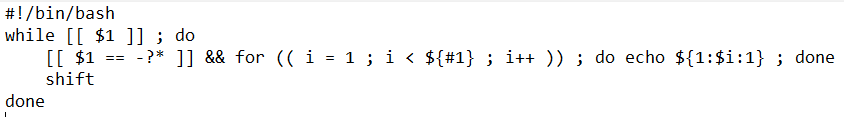 #!/bin/bash
while [[ $1 ]] ; do
    [[ $1 == -?* ]] && for (( i = 1 ; i < ${#1} ; i++ )) ; do echo ${1:$i:1} ; done
    shift
done